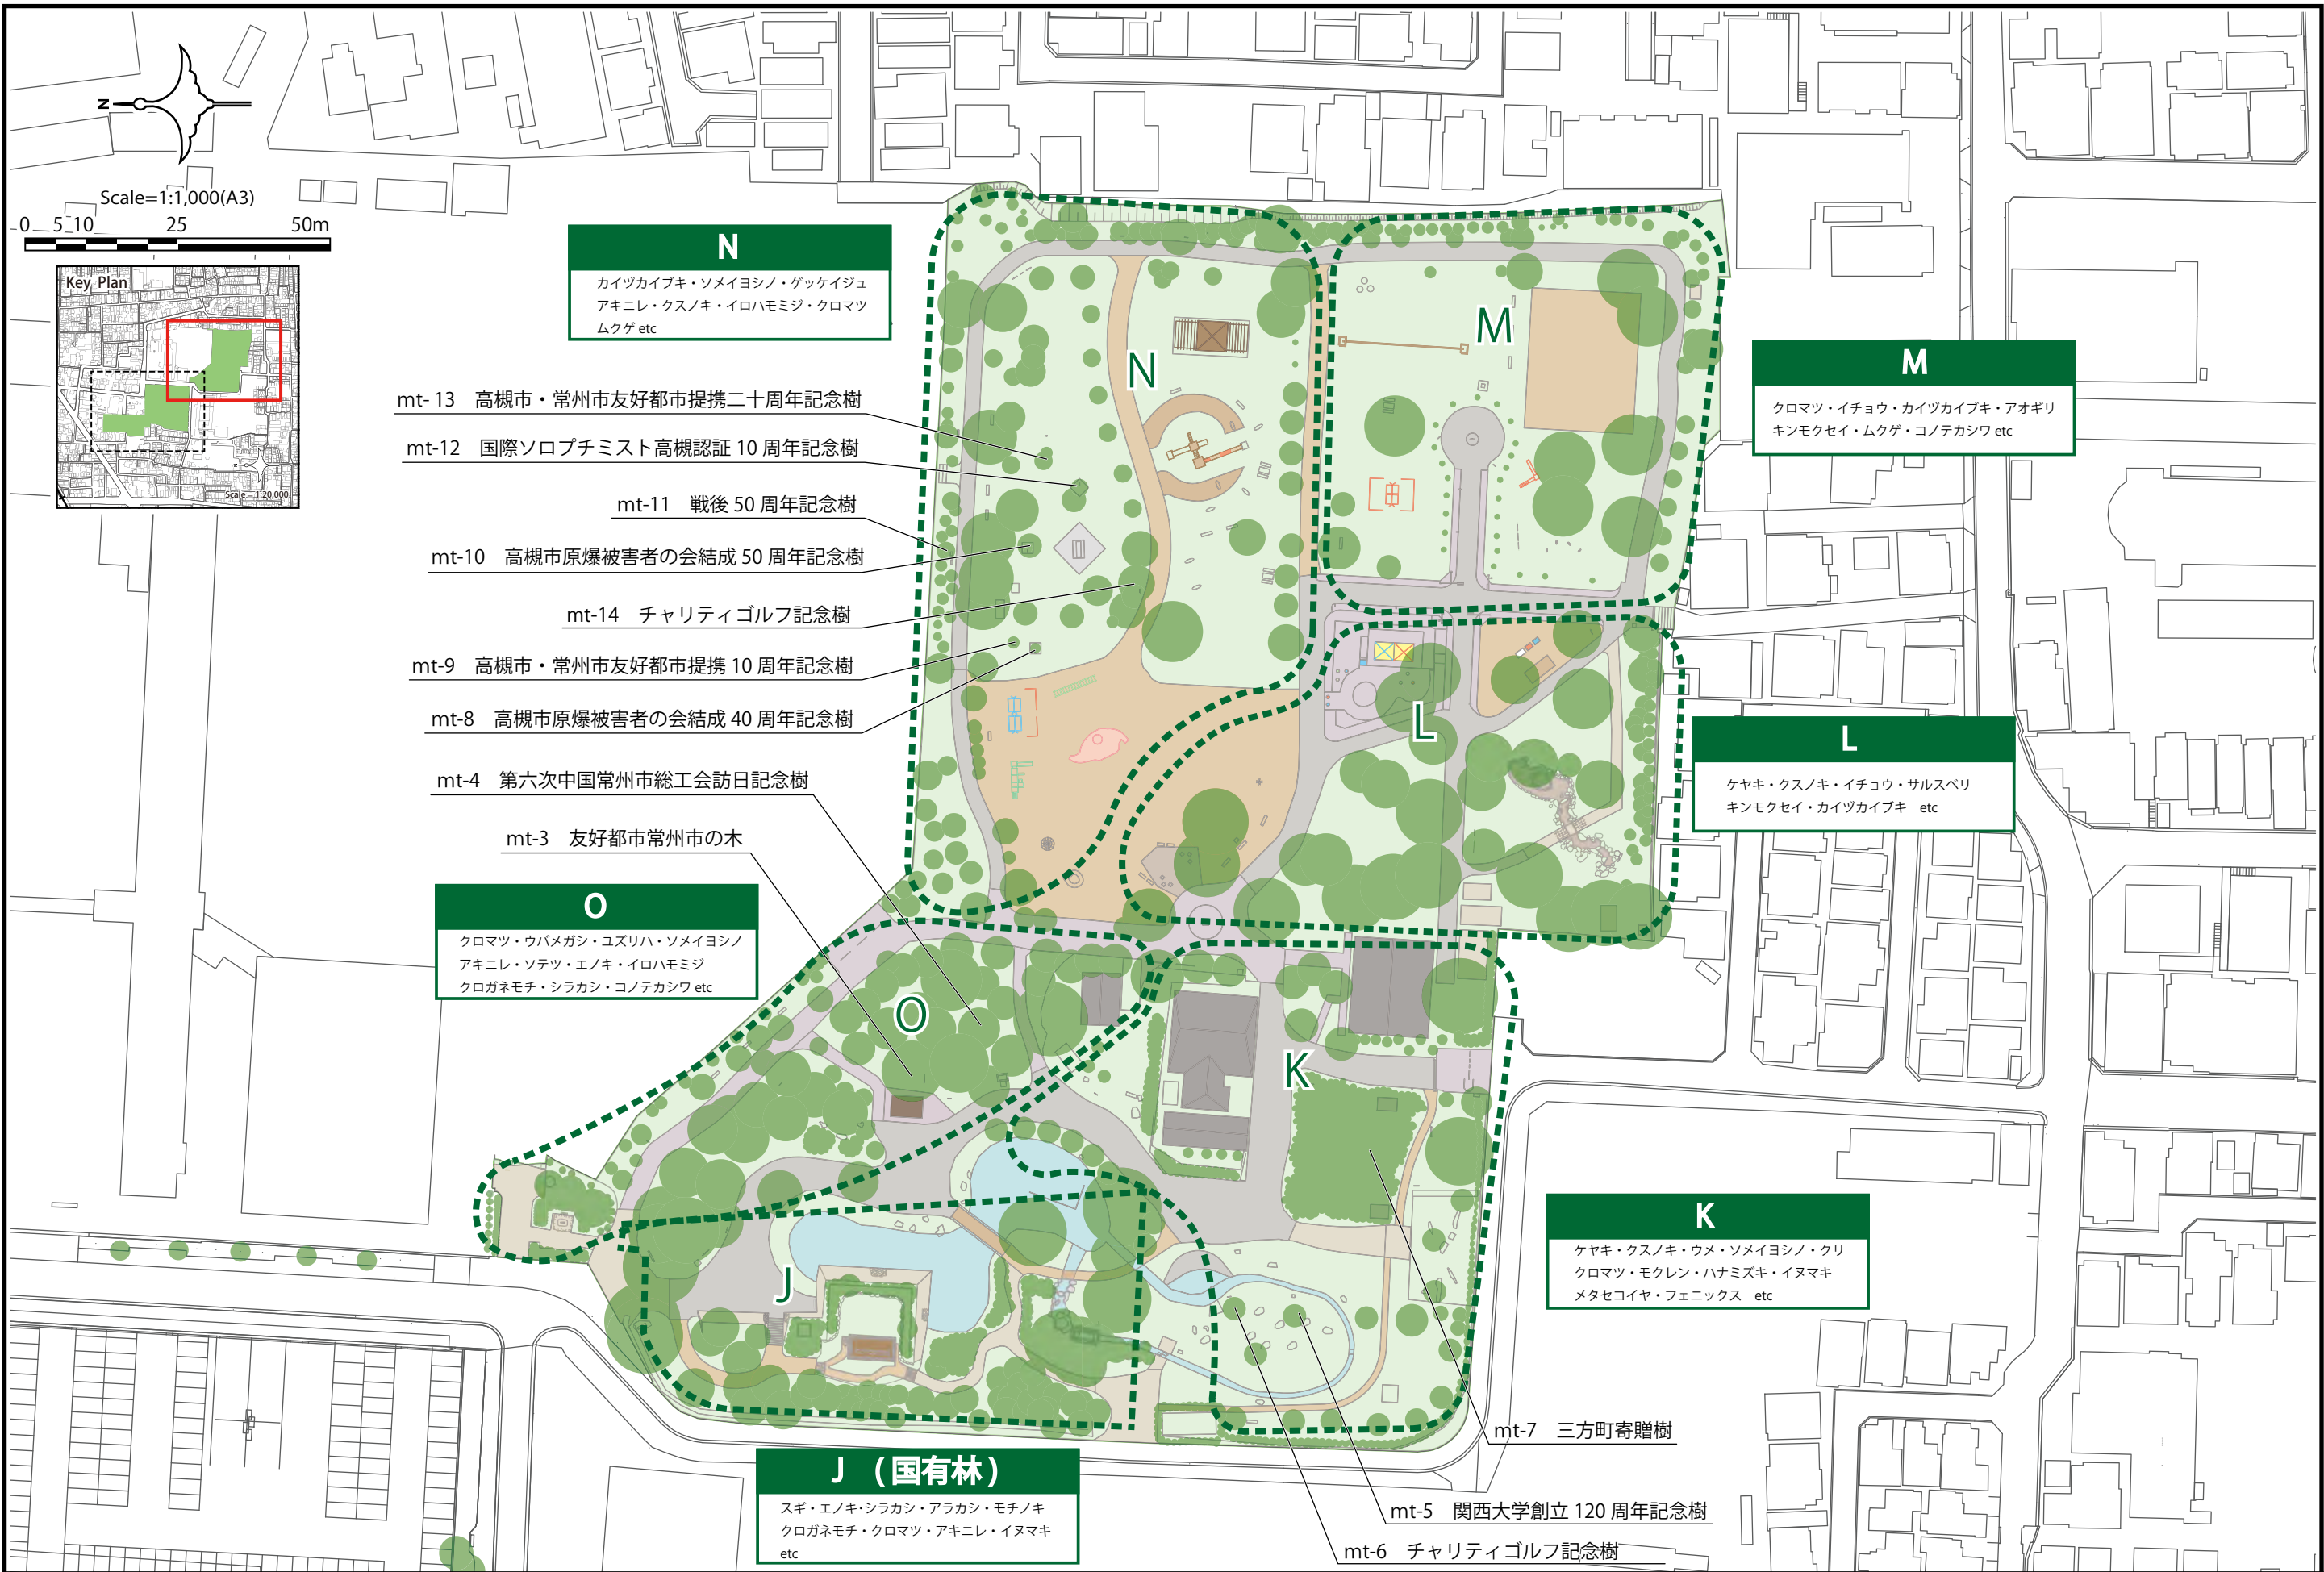 N
Scale=1:1,000(A3)
0 5 10 25 50m
Key Plan
Scale=1:20,000
N
カイヅカイブキ・ソメイヨシノ・ゲッケイジュ
アキニレ・クスノキ・イロハモミジ・クロマツ
ムクゲ etc
mt- 13 高槻市・常州市友好都市提携二十周年記念樹
mt-12 国際ソロプチミスト高槻認証 10 周年記念樹
mt-11 戦後 50 周年記念樹
mt-10 高槻市原爆被害者の会結成 50 周年記念樹
mt-14 チャリティゴルフ記念樹
mt-9 高槻市・常州市友好都市提携 10 周年記念樹
mt-8 高槻市原爆被害者の会結成 40 周年記念樹
mt-4 第六次中国常州市総工会訪日記念樹
mt-3 友好都市常州市の木
O
クロマツ・ウバメガシ・ユズリハ・ソメイヨシノ
アキニレ・ソテツ・エノキ・イロハモミジ
クロガネモチ・シラカシ・コノテカシワ etc
N
M
L
O
K
J
M
クロマツ・イチョウ・カイヅカイブキ・アオギリ
キンモクセイ・ムクゲ・コノテカシワ etc
L
ケヤキ・クスノキ・イチョウ・サルスベリ
キンモクセイ・カイヅカイブキ etc
K
ケヤキ・クスノキ・ウメ・ソメイヨシノ・クリ
クロマツ・モクレン・ハナミズキ・イヌマキ
メタセコイヤ・フェニックス etc
mt-7 三方町寄贈樹
mt-5 関西大学創立 120 周年記念樹
mt-6 チャリティゴルフ記念樹
J （国有林）
スギ・エノキ・シラカシ・アラカシ・モチノキ
クロガネモチ・クロマツ・アキニレ・イヌマキ
etc